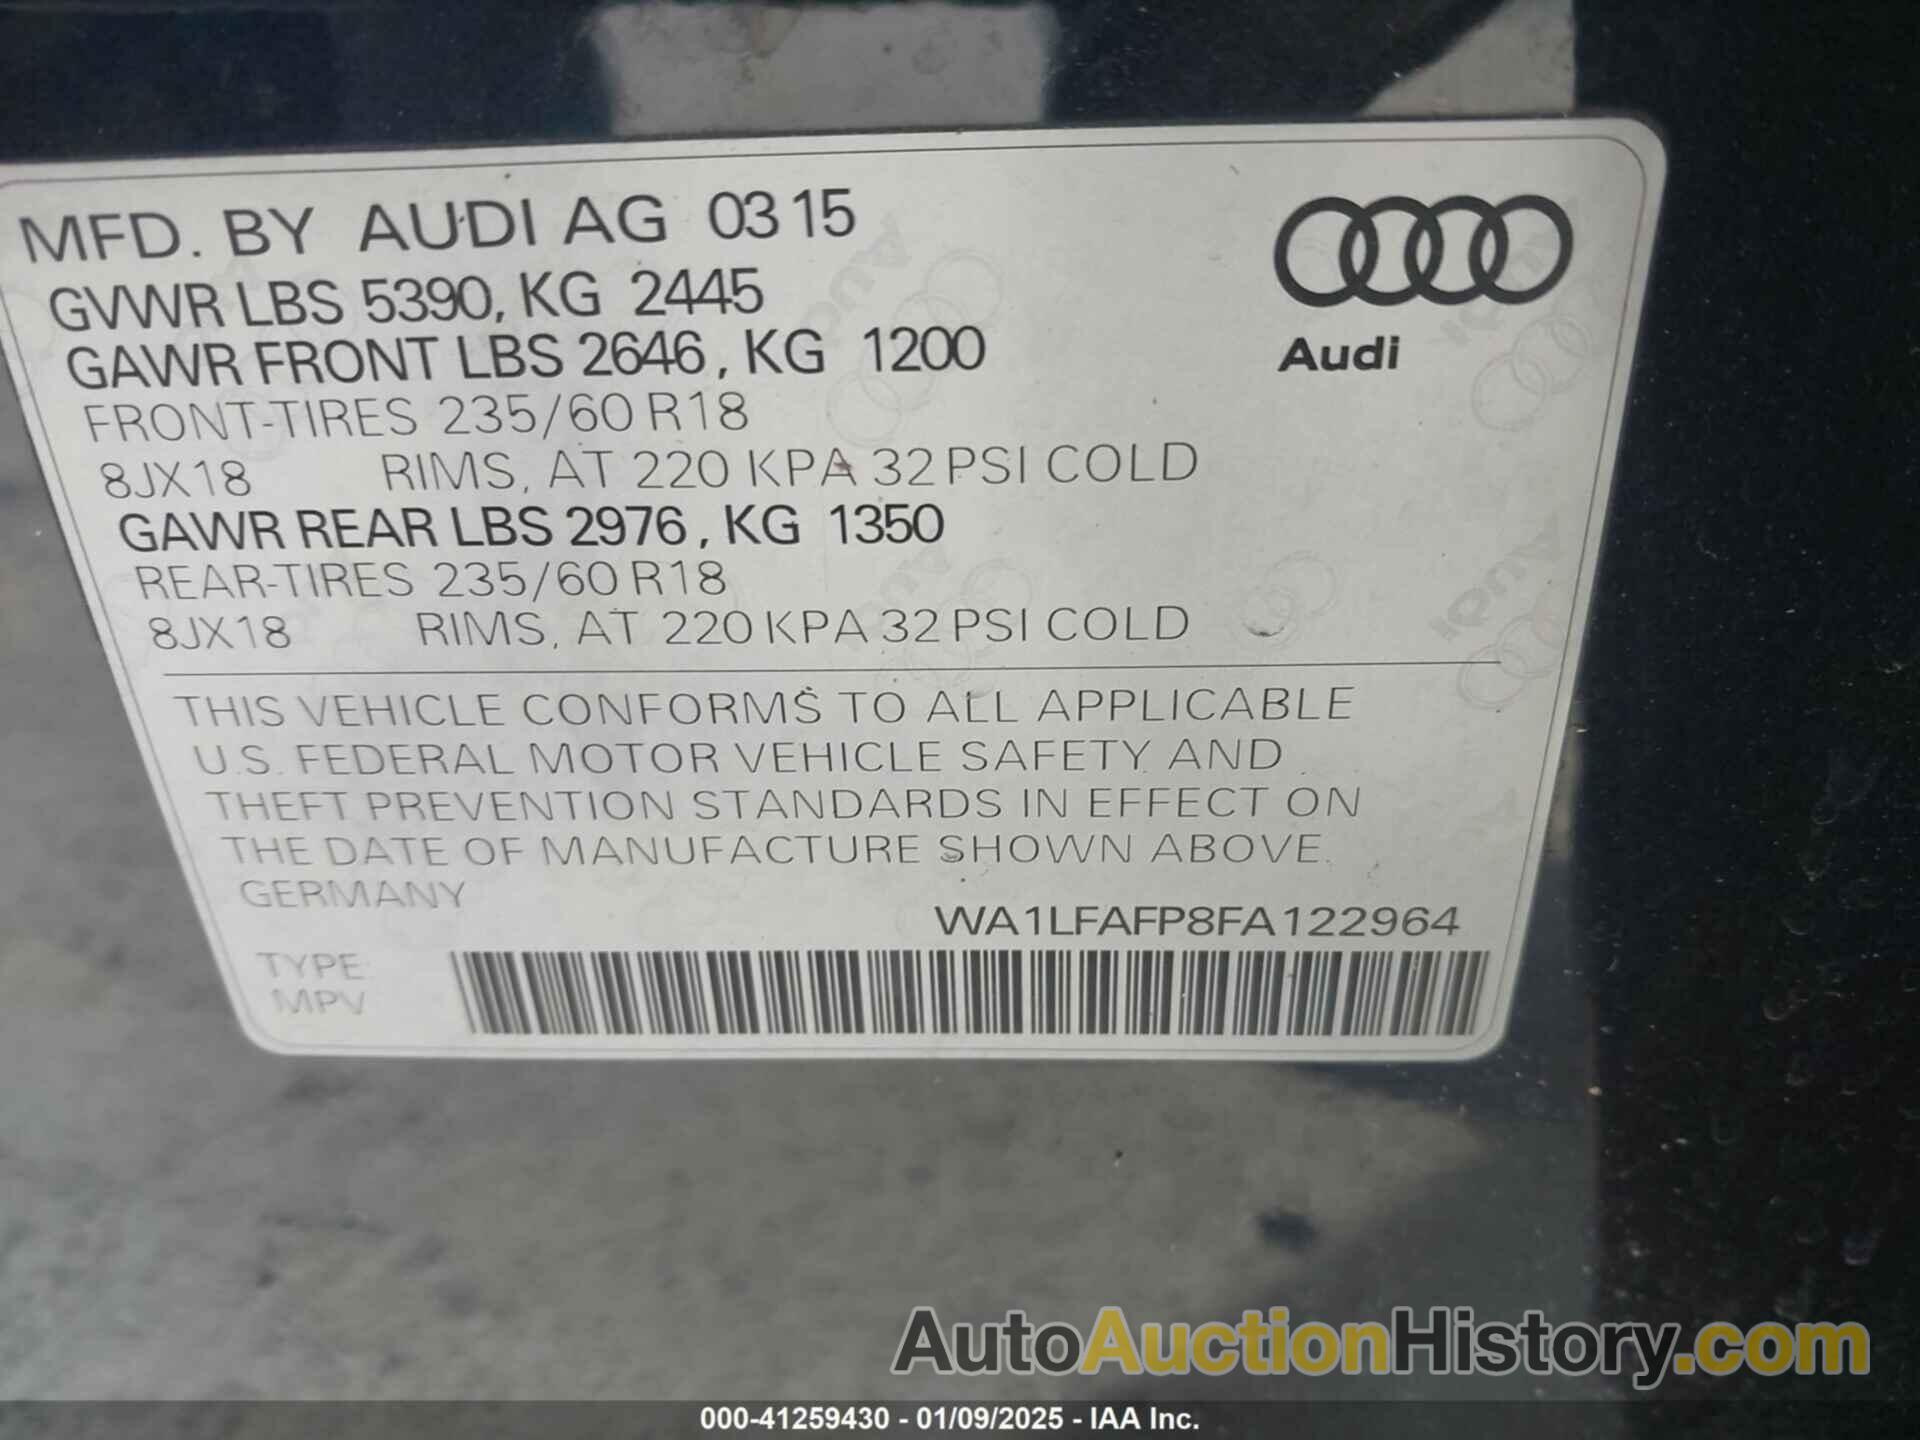 MFD. BY AUDI AG 03 15
GVWR LBS 5390, KG 2445
GAWR FRONT LBS 2646, KG 1200
FRONT-TIRES 235/60 R18
8JX18 RIMS, AT 220 KPA 32 PSI COLD
GAWR REAR LBS 2976, KG 1350
REAR-TIRES 235/60 R18
8JX18 RIMS, AT 220 KPA 32 PSI COLD
Audi
THIS VEHICLE CONFORMS TO ALL APPLICABLE
U.S. FEDERAL MOTOR VEHICLE SAFETY AND
THEFT PREVENTION STANDARDS IN EFFECT ON
THE DATE OF MANUFACTURE SHOWN ABOVE.
GERMANY
WA1LFAFP8FA122964
TYPE:
MPV
AutoAuctionHistory.com
000-41259430 - 01/09/2025 - IAA Inc.